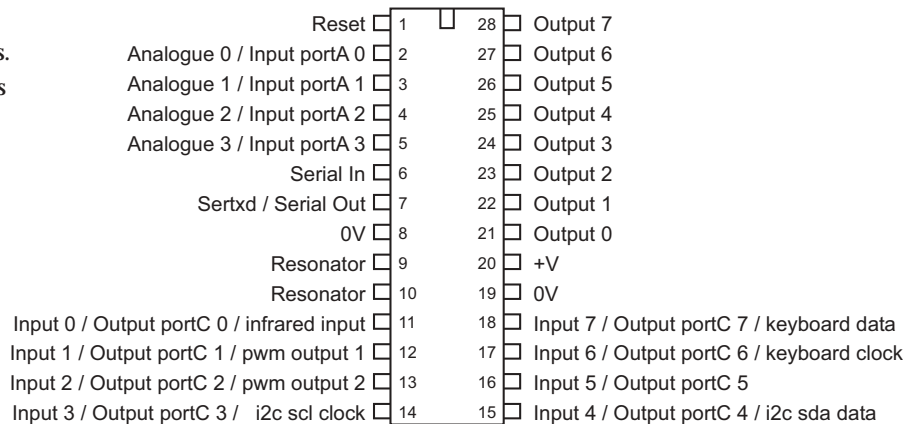 Reset 1 28 Output 7
s. Analogue 0 / Input portA 0 2 27 Output 6
s Analogue 1 / Input portA 1 3 26 Output 5
Analogue 2 / Input portA 2 4 25 Output 4
Analogue 3 / Input portA 3 5 24 Output 3
Serial In 6 23 Output 2
Sertxd / Serial Out 7 22 Output 1
0V 8 21 Output 0
Resonator 9 20 +V
Resonator 10 19 0V
Input 0 / Output portC 0 / infrared input 11 18 Input 7 / Output portC 7 / keyboard data
Input 1 / Output portC 1 / pwm output 1 12 17 Input 6 / Output portC 6 / keyboard clock
Input 2 / Output portC 2 / pwm output 2 13 16 Input 5 / Output portC 5
Input 3 / Output portC 3 / i2c scl clock 14 15 Input 4 / Output portC 4 / i2c sda data